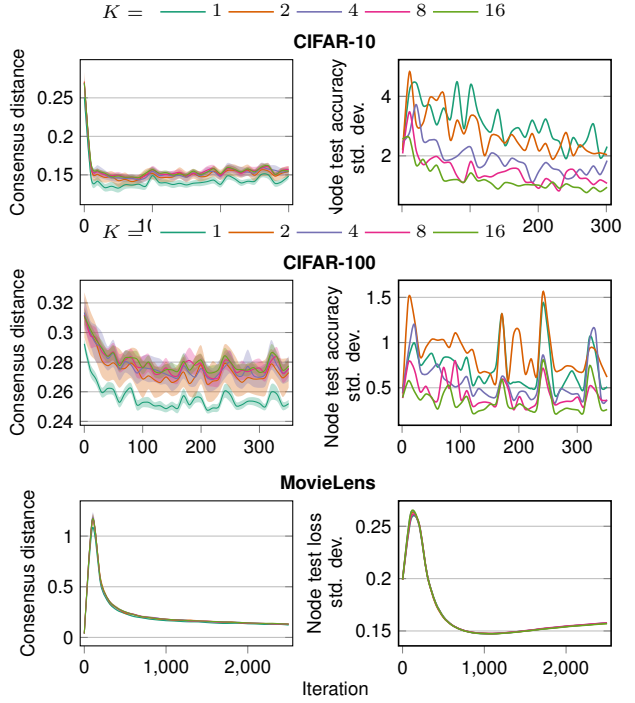 K = 1 2 4 8 16
CIFAR-10
Consensus distance
0.25
0.2
0.15
0 10
Node test accuracy
std. dev.
4
2
200 300
K = 1 2 4 8 16
CIFAR-100
Consensus distance
0.32
0.3
0.28
0.26
0.24
0 100 200 300
Node test accuracy
std. dev.
1.5
1
0.5
0 100 200 300
MovieLens
Consensus distance
1
0.5
0
0 1,000 2,000
Node test loss
std. dev.
0.25
0.2
0.15
0 1,000 2,000
Iteration